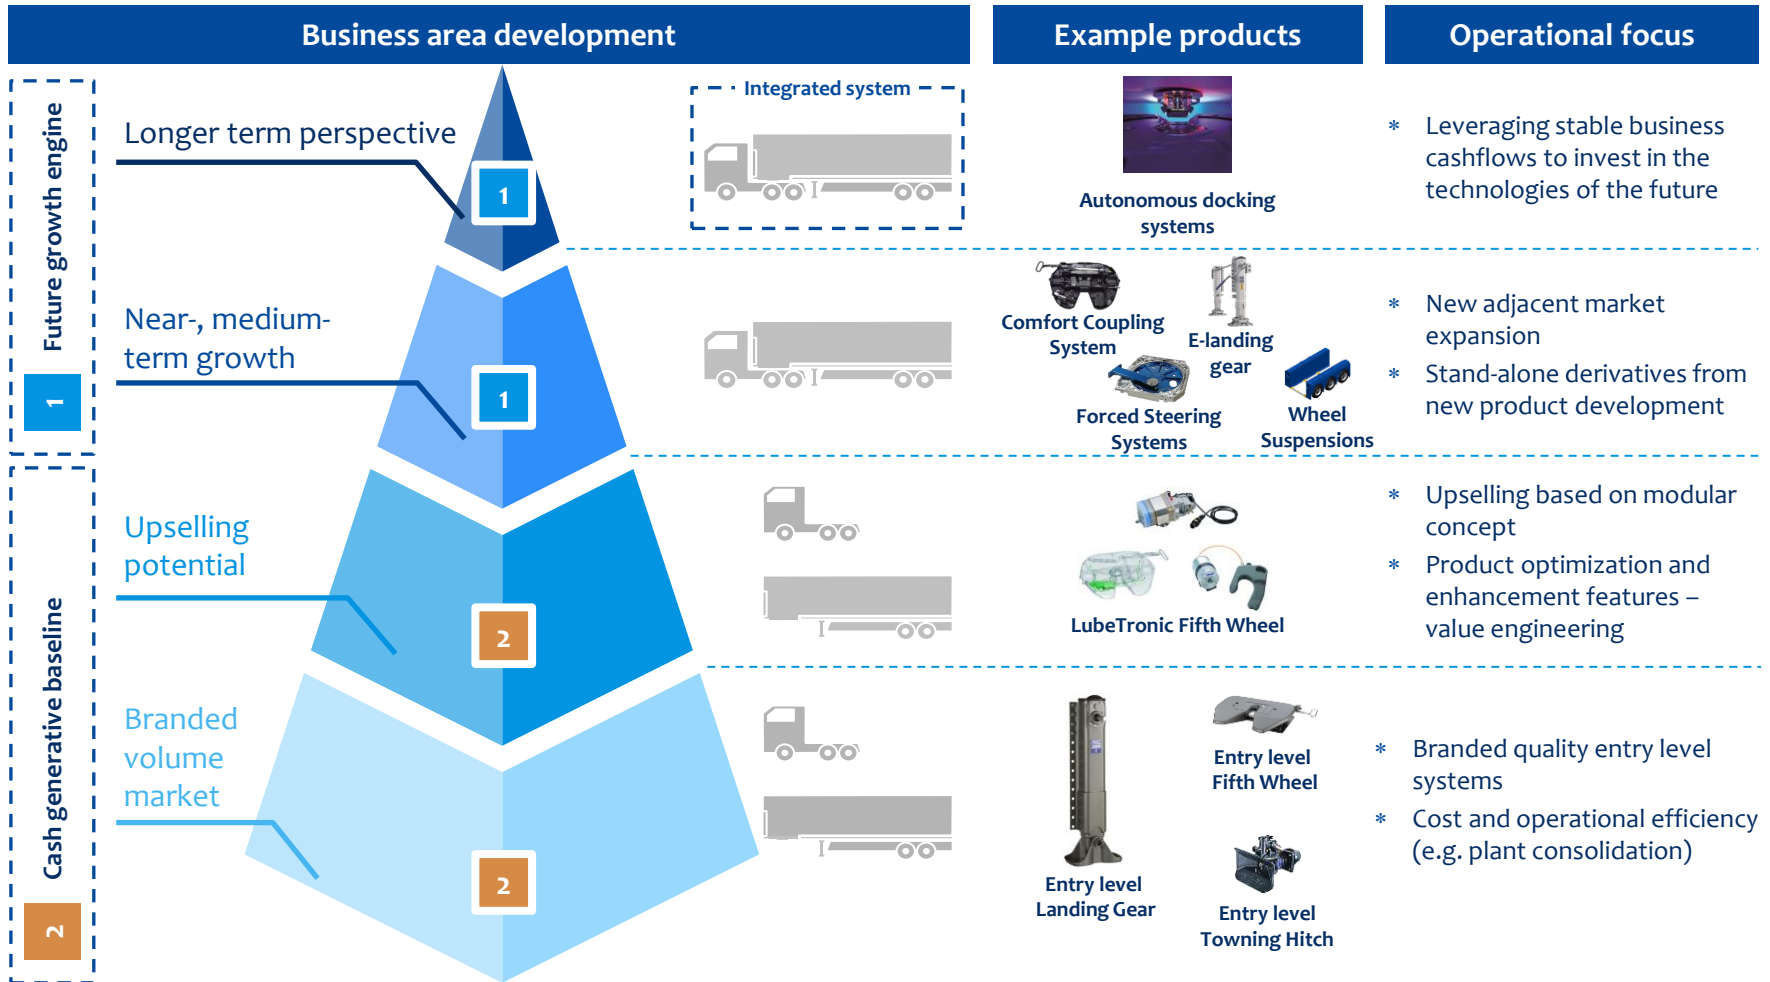 Business area development
Example products
Operational focus
Future growth engine
1
Longer term perspective
1
Integrated system
Autonomous docking
systems
* Leveraging stable business
cashflows to invest in the
technologies of the future
Near-, medium-
term growth
1
Comfort Coupling
System
E-landing
gear
Forced Steering
Systems
Wheel
Suspensions
* New adjacent market
expansion
* Stand-alone derivatives from
new product development
Cash generative baseline
2
Upselling
potential
2
LubeTronic Fifth Wheel
* Upselling based on modular
concept
* Product optimization and
enhancement features –
value engineering
Branded
volume
market
2
Entry level
Landing Gear
Entry level
Fifth Wheel
Entry level
Towning Hitch
* Branded quality entry level
systems
* Cost and operational efficiency
(e.g. plant consolidation)